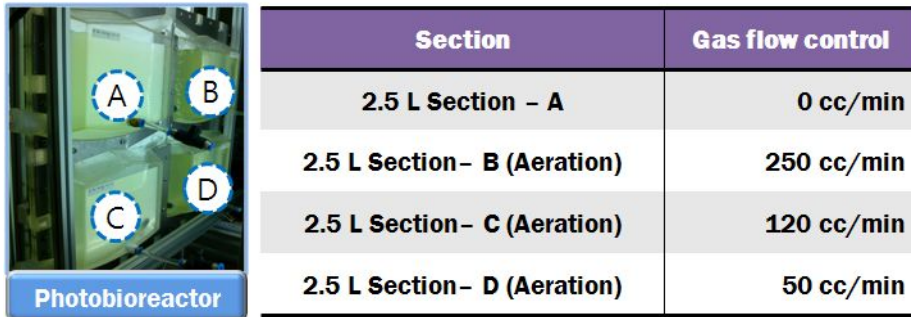 A
B
C
D
Photobioreactor
Section Gas flow control
2.5 L Section – A 0 cc/min
2.5 L Section– B (Aeration) 250 cc/min
2.5 L Section– C (Aeration) 120 cc/min
2.5 L Section– D (Aeration) 50 cc/min